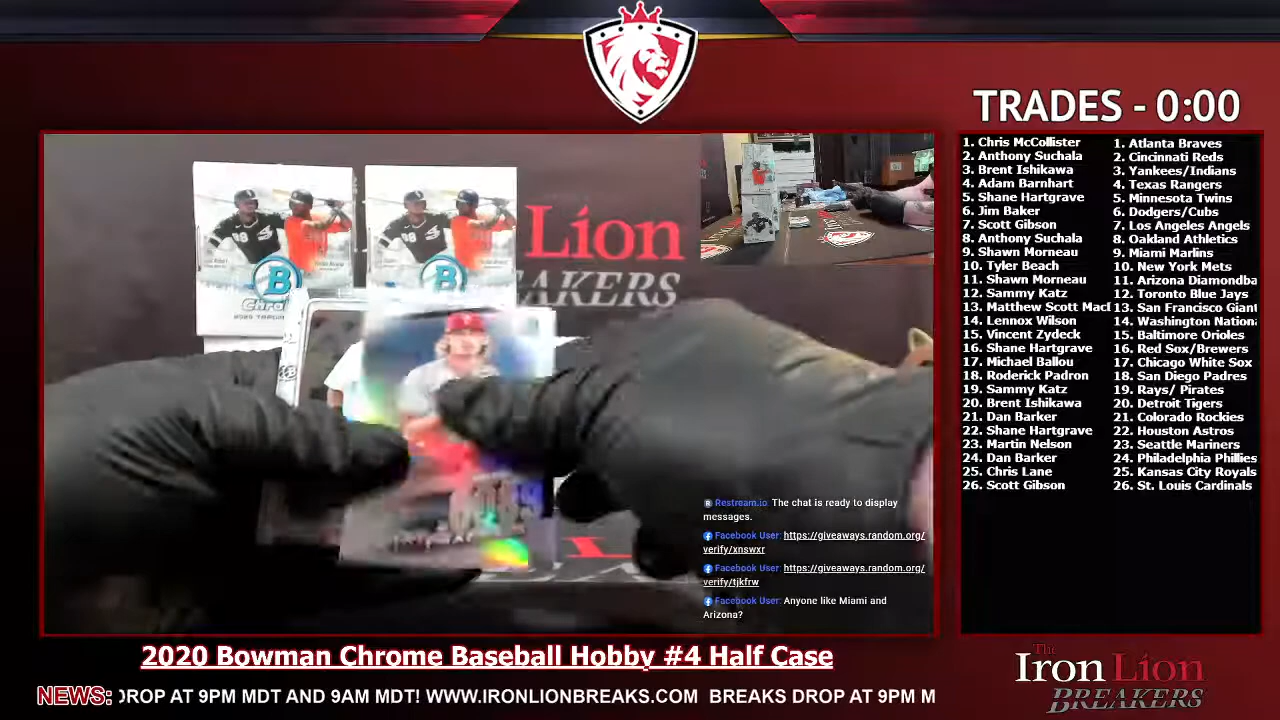 TRADES - 0:00
1. Chris McCollister
2. Anthony Suchala
3. Brent Ishikawa
4. Adam Barnhart
5. Shane Hartgrave
6. Jim Baker
7. Scott Gibson
8. Anthony Suchala
9. Shawn Morneau
10. Tyler Beach
11. Shawn Morneau
12. Sammy Katz
13. Matthew Scott Macl
14. Lennox Wilson
15. Vincent Zydeck
16. Shane Hartgrave
17. Michael Ballou
18. Roderick Padron
19. Sammy Katz
20. Brent Ishikawa
21. Dan Barker
22. Shane Hartgrave
23. Martin Nelson
24. Dan Barker
25. Chris Lane
26. Scott Gibson
1. Atlanta Braves
2. Cincinnati Reds
3. Yankees/Indians
4. Texas Rangers
5. Minnesota Twins
6. Dodgers/Cubs
7. Los Angeles Angels
8. Oakland Athletics
9. Miami Marlins
10. New York Mets
11. Arizona Diamondba
12. Toronto Blue Jays
13. San Francisco Giant
14. Washington Nationa
15. Baltimore Orioles
16. Red Sox/Brewers
17. Chicago White Sox
18. San Diego Padres
19. Rays/ Pirates
20. Detroit Tigers
21. Colorado Rockies
22. Houston Astros
23. Seattle Mariners
24. Philadelphia Phillies
25. Kansas City Royals
26. St. Louis Cardinals
Lion
EAKERS
B
Chro
B
Restream.io: The chat is ready to display
messages.
Facebook User: https://giveaways.random.org/
verify/xnswxr
Facebook User: https://giveaways.random.org/
verify/tjkfrw
Facebook User: Anyone like Miami and
Arizona?
2020 Bowman Chrome Baseball Hobby #4 Half Case
NEWS: DROP AT 9PM MDT AND 9AM MDT! WWW.IRONLIONBREAKS.COM BREAKS DROP AT 9PM M
The
Iron Lion
BREAKERS